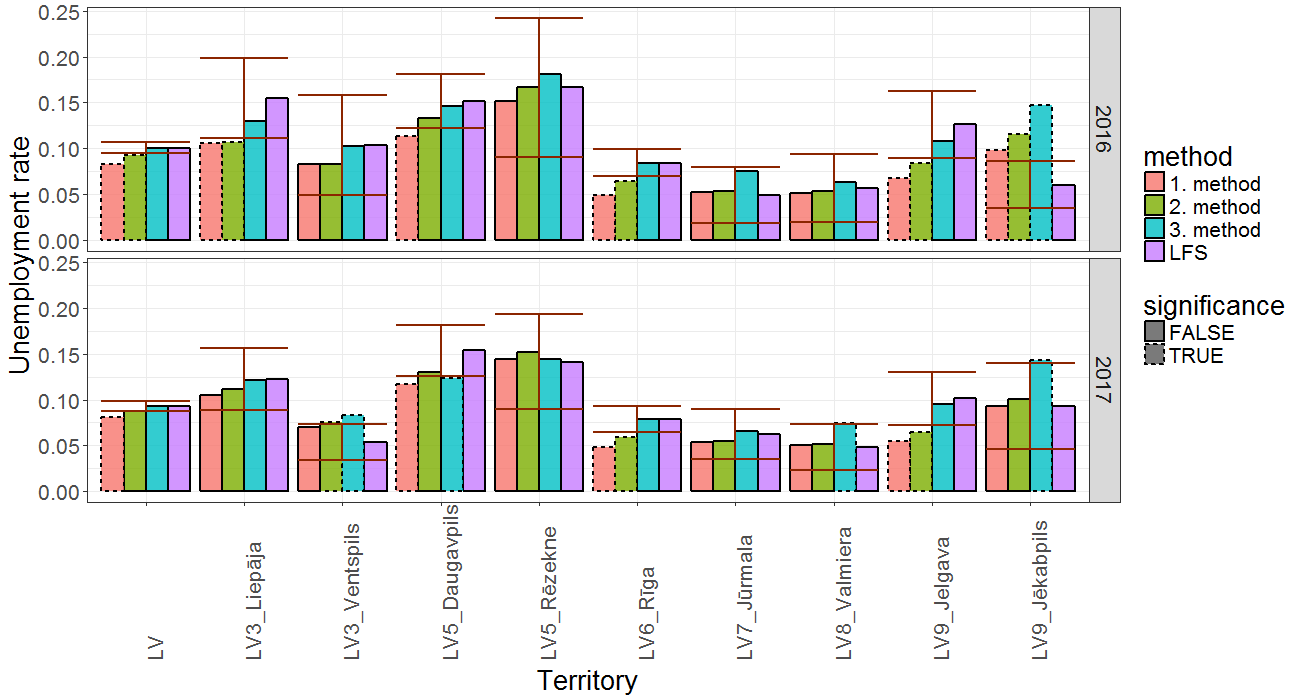 Unemployment rate
0.25
0.20
0.15
0.10
0.05
0.00
2016
0.25
0.20
0.15
0.10
0.05
0.00
2017
LV
LV3_Liepāja
LV3_Ventspils
LV5_Daugavpils
LV5_Rēzekne
LV6_Rīga
LV7_Jūrmala
LV8_Valmiera
LV9_Jelgava
LV9_Jēkabpils
Territory
method
1. method
2. method
3. method
LFS
significance
FALSE
TRUE